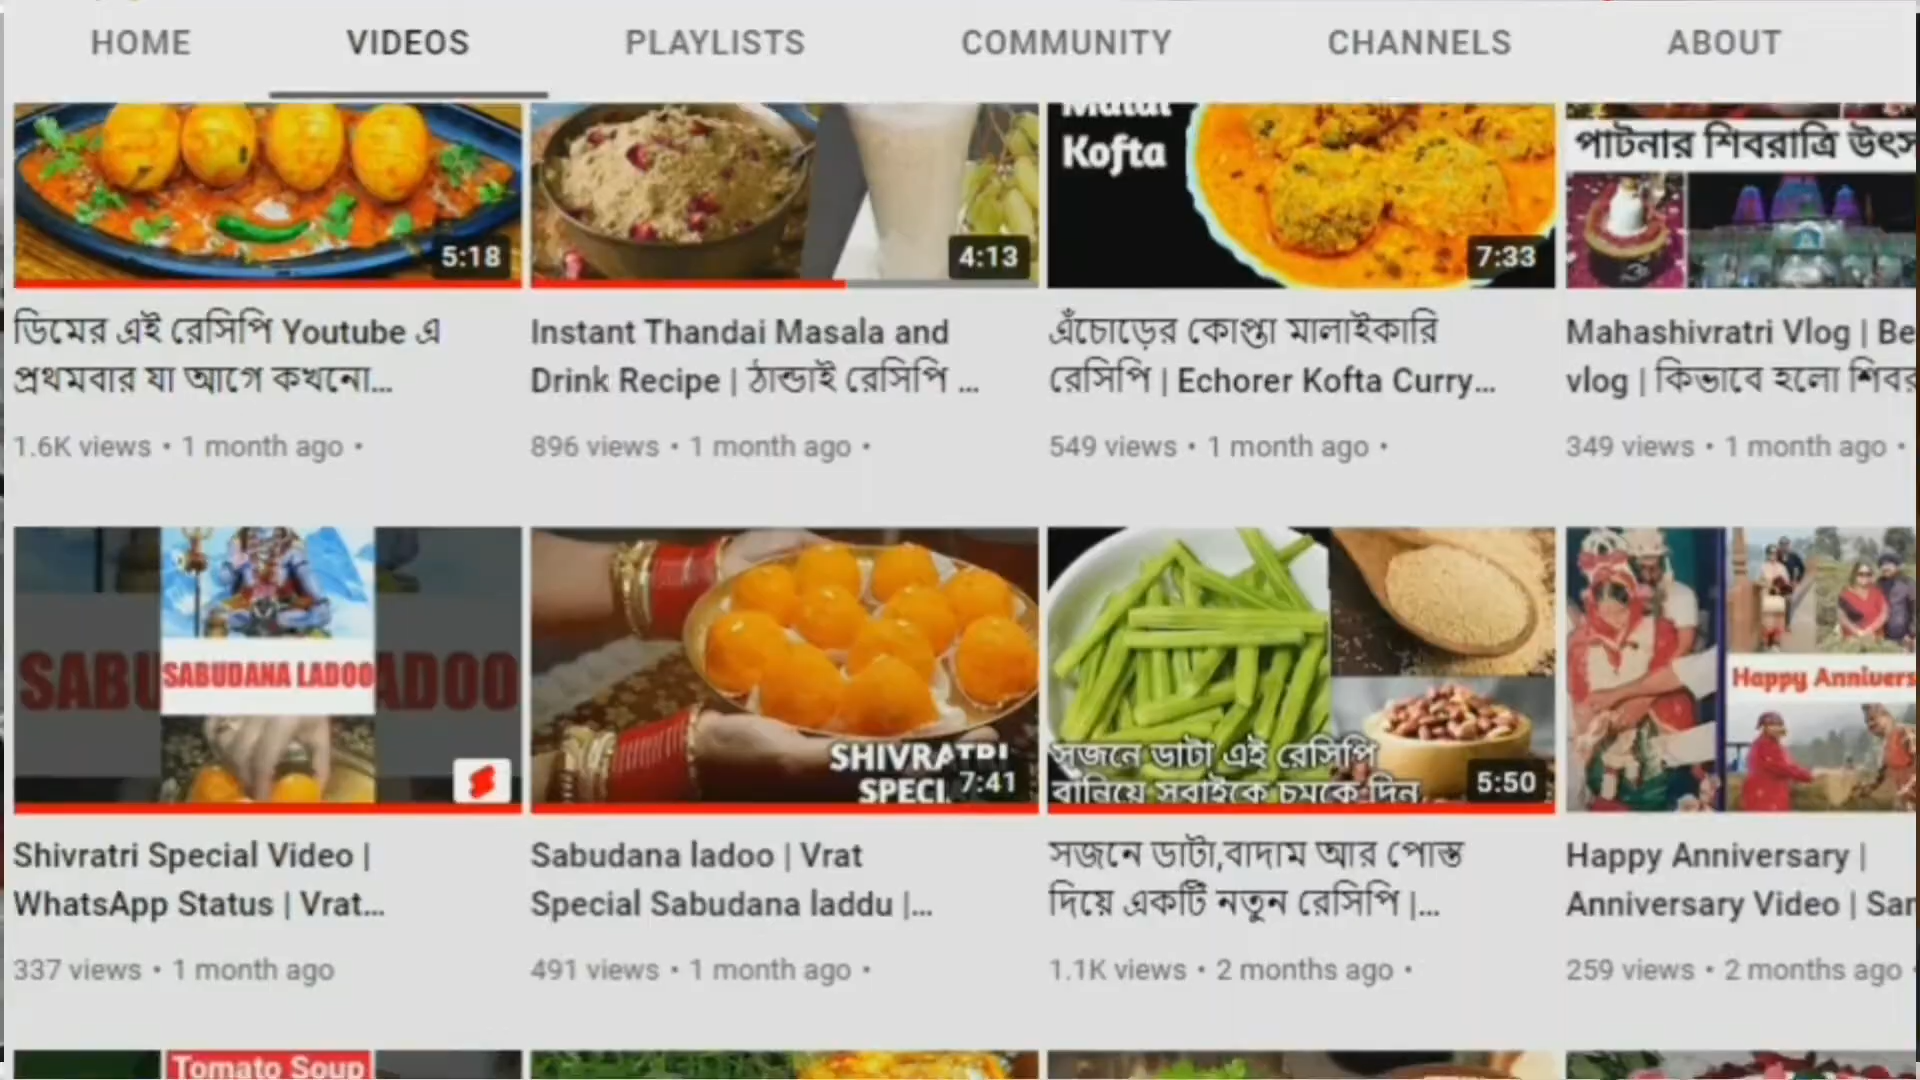 HOME VIDEOS PLAYLISTS COMMUNITY CHANNELS ABOUT
Malai
Kofta
পাটনার শিবরাত্রি
5:18
4:13
7:33
ডিমের এই রেসিপি Youtube এ
প্রথমবার যা আগে কখনো...
1.6K views • 1 month ago •
Instant Thandai Masala and
Drink Recipe | ঠান্ডাই রেসিপি ...
896 views • 1 month ago •
এঁচোড়ের কোপ্তা মালাইকারি
রেসিপি | Echorer Kofta Curry...
549 views • 1 month ago •
Mahashivratri Vlog |
vlog | কিভাবে হলো
349 views • 1 month ago •
SABUDANA LADOO
SHIVRATRI
7:41
সজনে ডাটা এই রেসিপি
বানিয়ে সবাইকে চমকে দিন
5:50
Happy
Shivratri Special Video |
WhatsApp Status | Vrat...
337 views • 1 month ago
Sabudana ladoo | Vrat
Special Sabudana laddu |...
491 views • 1 month ago •
সজনে ডাটা,বাদাম আর পোস্ত
দিয়ে একটি নতুন রেসিপি |...
1.1K views • 2 months ago •
Happy Anniversary |
Anniversary Video |
259 views • 2 months ago •
Tomato Soup